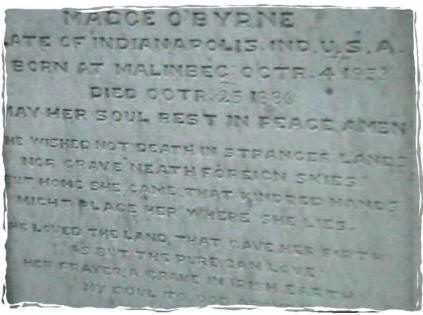 MADGE O'BYRNE
LATE OF INDIANAPOLIS. IND. U.S.A.
BORN AT MALINBEG OCTR. 4
DIED OCTR. 25
MAY HER SOUL REST IN PEACE, AMEN
SHE WISHED NOT DEATH IN STRANGER LANDS
NOR GRAVE NEATH FOREIGN SKIES
BUT HOME SHE CAME, THAT KINDRED HANDS
MIGHT PLACE HER WHERE SHE LIES.
SHE LOVED THE LAND, THAT GAVE HER BIRTH
AS BUT THE PURE CAN LOVE.
HER PRAYER, A GRAVE IN IRISH EARTH
MY SOUL TO GOD